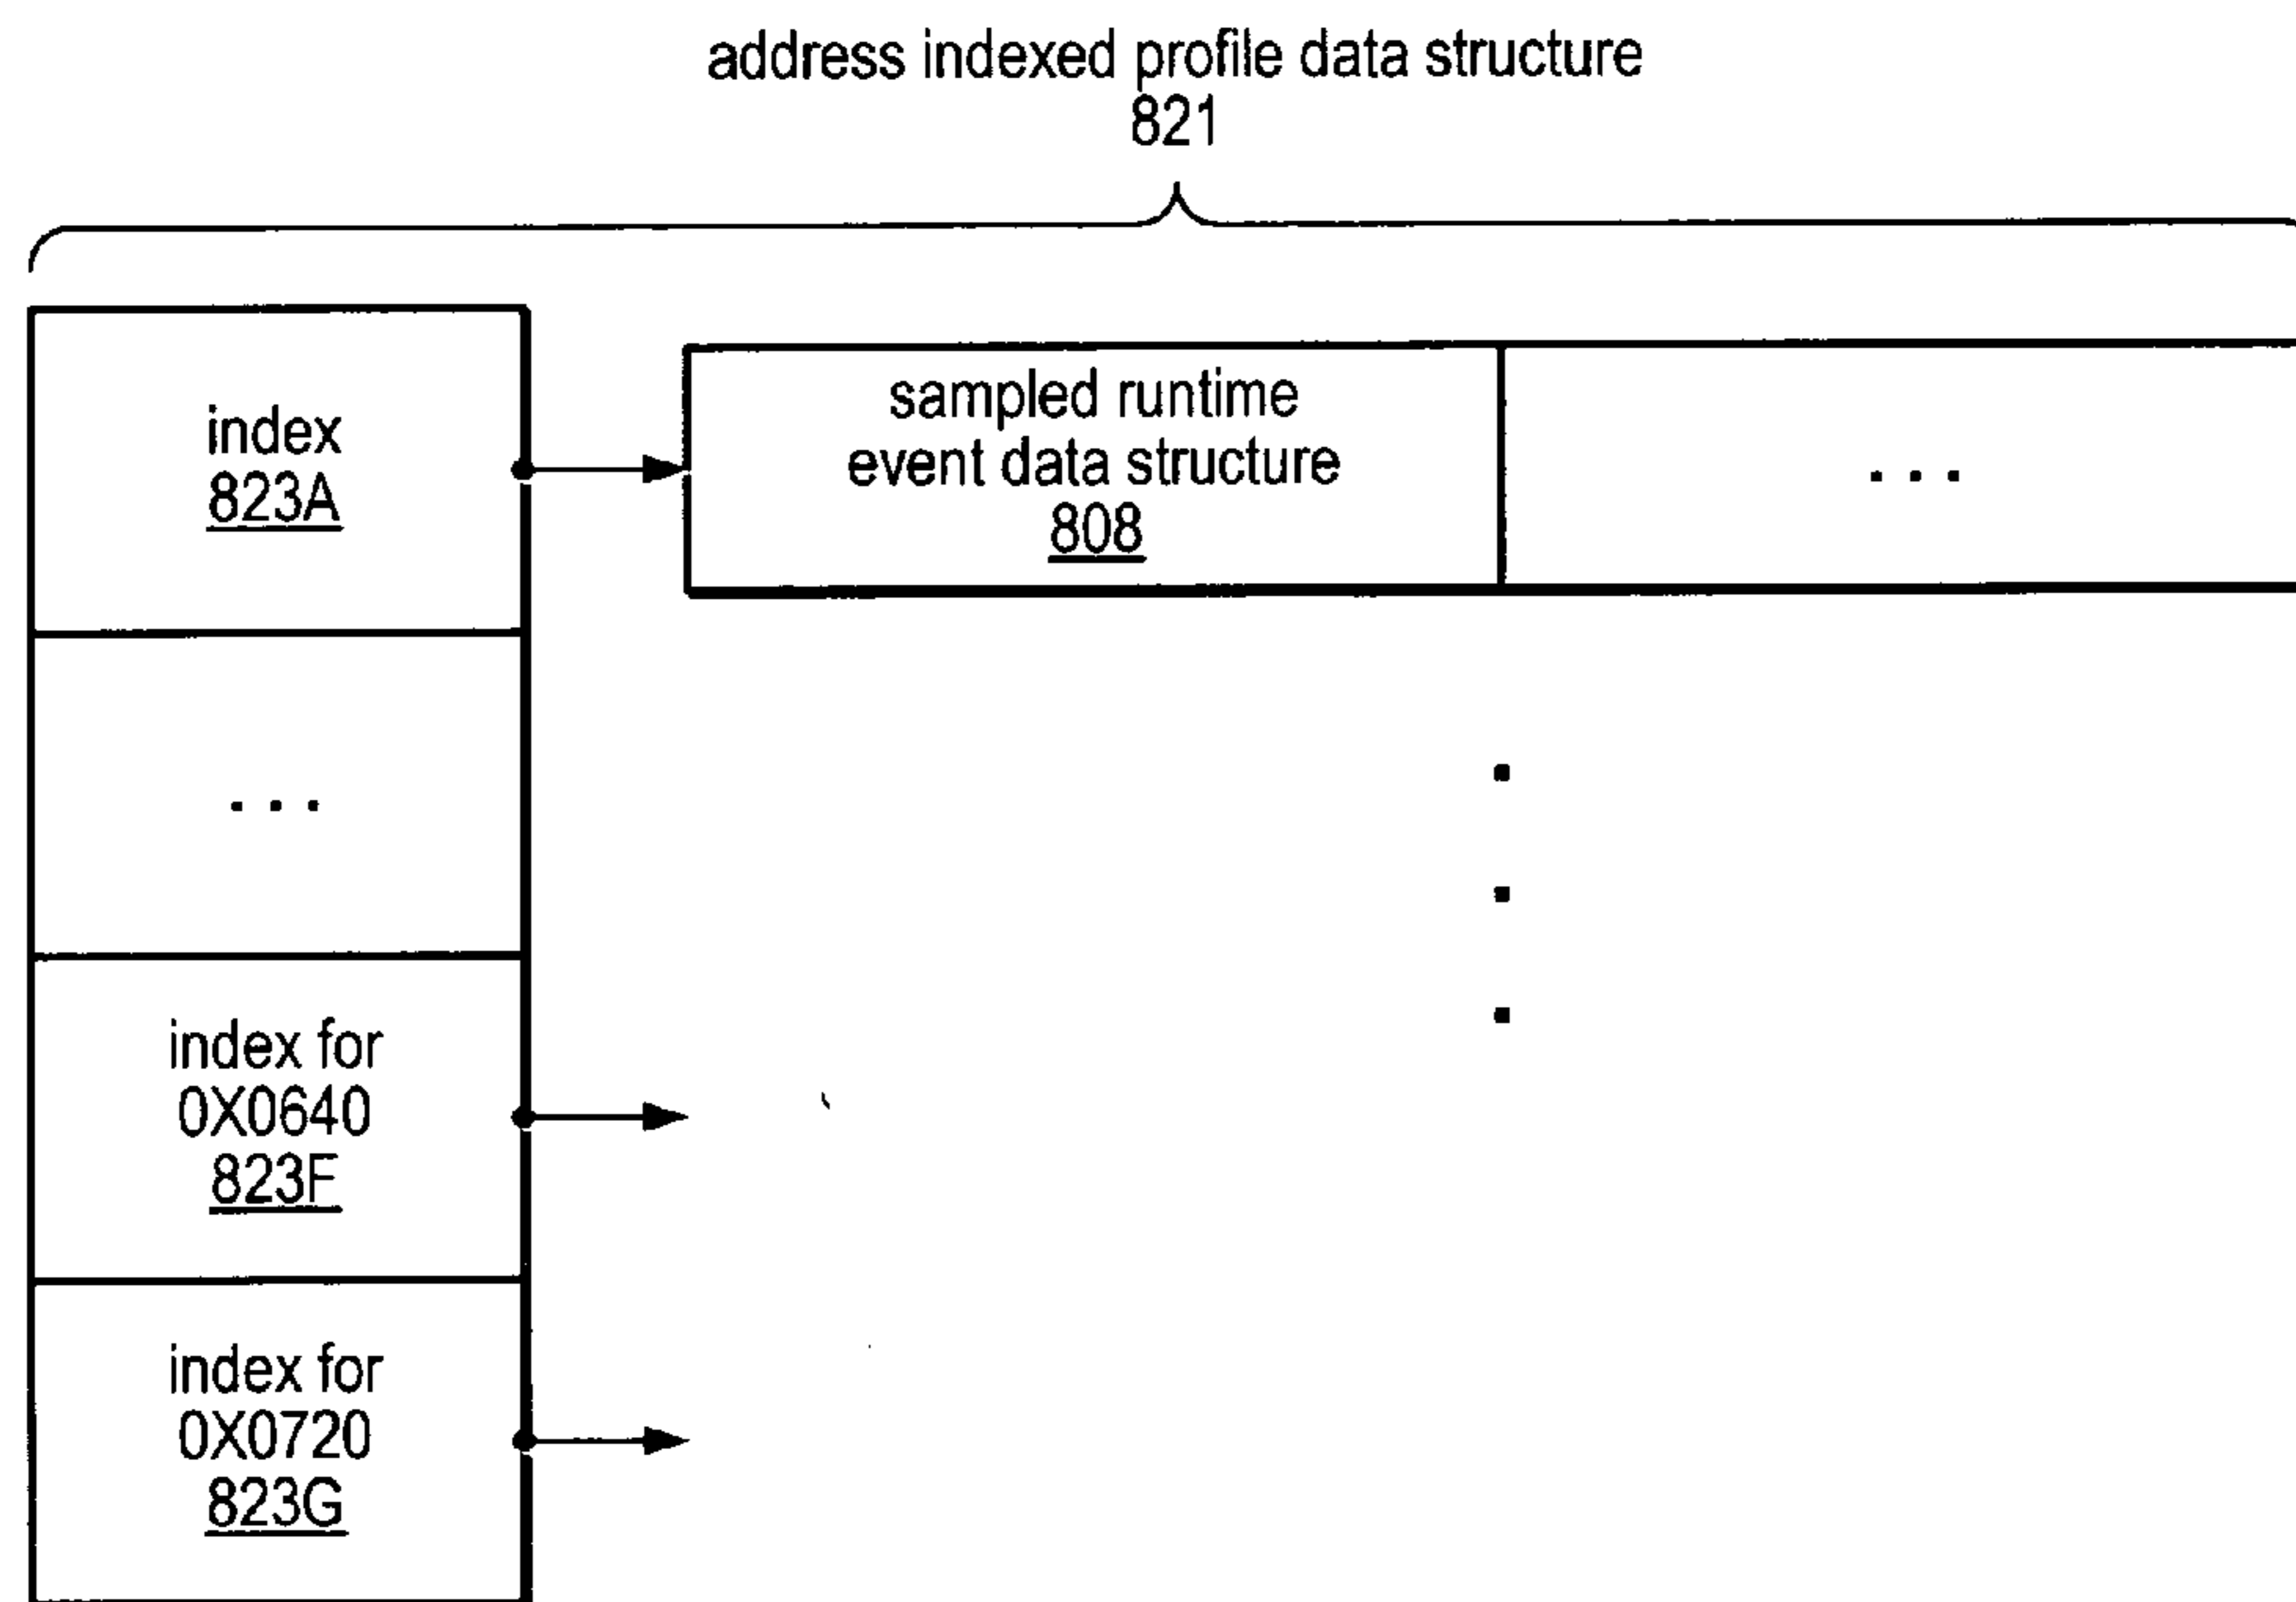 address indexed profile data structure
821
index
823A
sampled runtime
event data structure
808
. . .
. . .
index for
0X0640
823F
index for
0X0720
823G